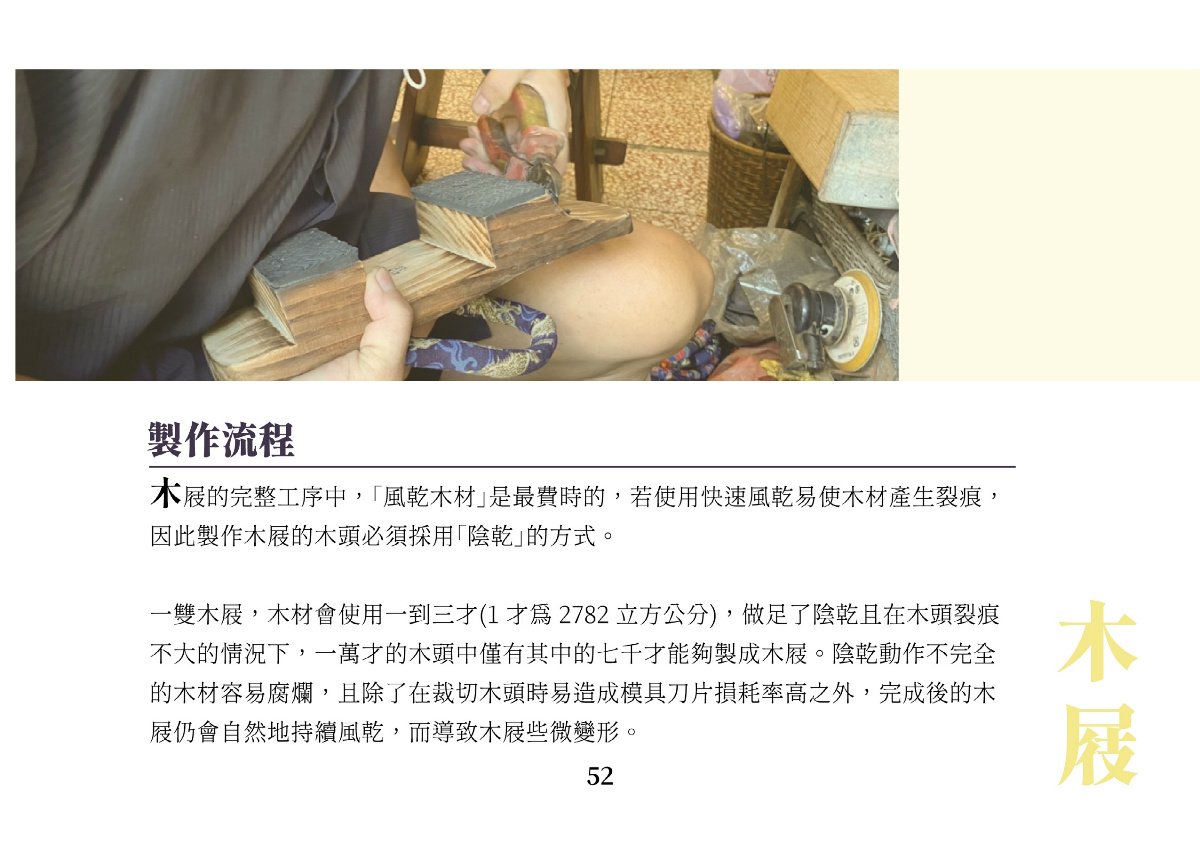 製作流程
木屐的完整工序中，「風乾木材」是最費時的，若使用快速風乾易使木材產生裂痕，
因此製作木屐的木頭必須採用「陰乾」的方式。
一雙木屐，木材會使用一到三才(1 才為 2782 立方公分)，做足了陰乾且在木頭裂痕
不大的情況下，一萬才的木頭中僅有其中的七千才能夠製成木屐。陰乾動作不完全
的木材容易腐爛，且除了在裁切木頭時易造成模具刀片損耗率高之外，完成後的木
屐仍會自然地持續風乾，而導致木屐些微變形。
木屐
52